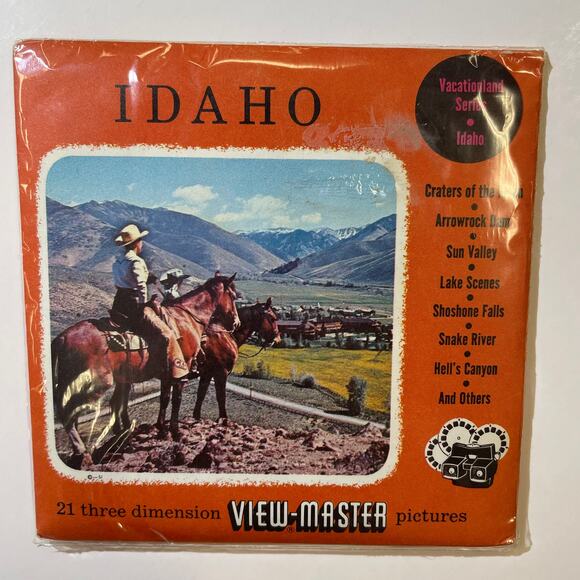 IDAHO
Vacationland
Series
•
Idaho
Craters of the Moon
•
Arrowrock Dam
•
Sun Valley
•
Lake Scenes
•
Shoshone Falls
•
Snake River
•
Hell's Canyon
•
And Others
21 three dimension VIEW-MASTER® pictures